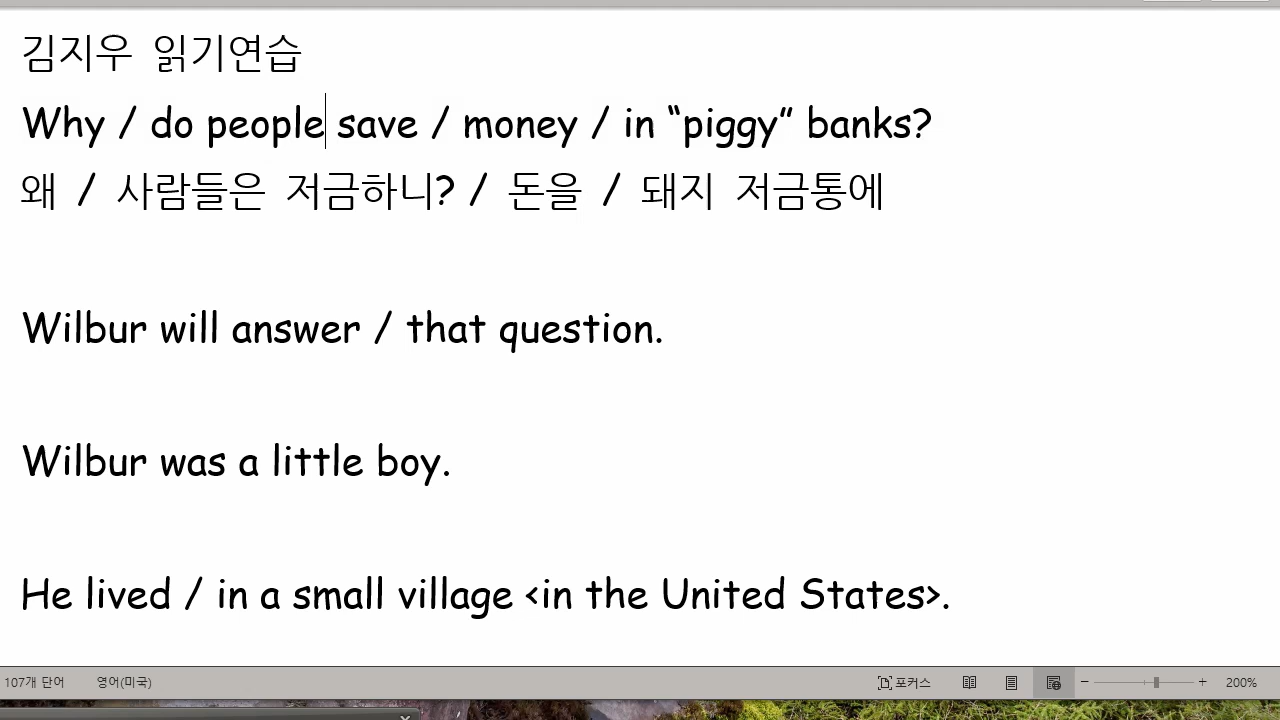 김지우 읽기연습
Why / do people save / money / in “piggy” banks?
왜 / 사람들은 저금하니? / 돈을 / 돼지 저금통에
Wilbur will answer / that question.
Wilbur was a little boy.
He lived / in a small village <in the United States>.
107개 단어 영어(미국) 포커스 200%